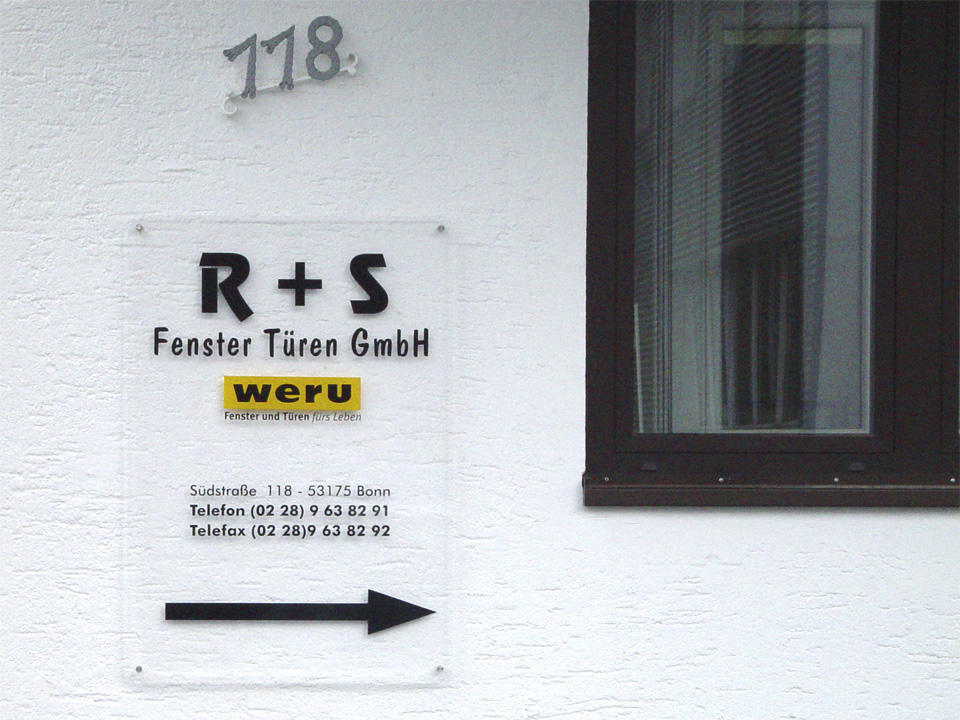 118
R + S
Fenster Türen GmbH
weru
Fenster und Türen fürs Leben
Südstraße 118 - 53175 Bonn
Telefon (02 28) 9 63 82 91
Telefax (02 28)9 63 82 92